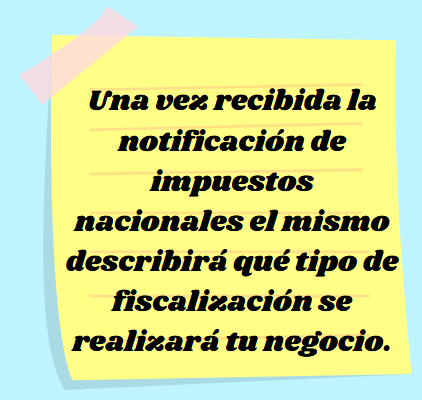 Una vez recibida la
notificación de
impuestos
nacionales el mismo
describirá qué tipo de
fiscalización se
realizará tu negocio.